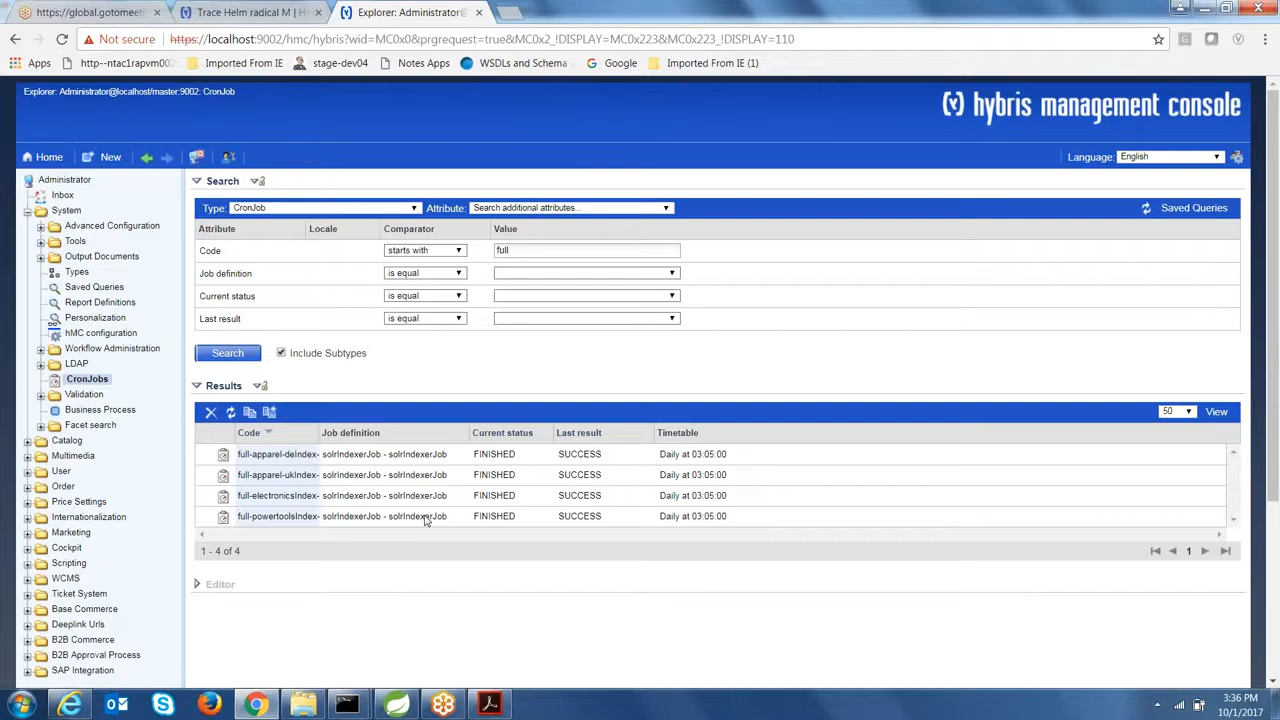 https://global.gotomeeti
Trace Helm radical M | H
Explorer: Administrator@
Not secure
https://localhost:9002/hmc/hybris?wid=MC0x0&prgrequest=true&MC0x2_!DISPLAY=MC0x223&MC0x223_!DISPLAY=110
Apps
http--ntac1rapvm002
Imported From IE
stage-dev04
Notes Apps
WSDLs and Schema
Google
Imported From IE (1)
Explorer: Administrator@localhost/master:9002: CronJob
(y) hybris management console
Home
New
Language:
English
Administrator
Inbox
System
Advanced Configuration
Tools
Output Documents
Types
Saved Queries
Report Definitions
Personalization
hMC configuration
Workflow Administration
LDAP
CronJobs
Validation
Business Process
Facet search
Catalog
Multimedia
User
Order
Price Settings
Internationalization
Marketing
Cockpit
Scripting
WCMS
Ticket System
Base Commerce
Deeplink Urls
B2B Commerce
B2B Approval Process
SAP Integration
Search
Type: CronJob Attribute: Search additional attributes... Saved Queries
Attribute Locale Comparator Value
Code starts with full
Job definition is equal
Current status is equal
Last result is equal
Search Include Subtypes
Results
50 View
Code Job definition Current status Last result Timetable
full-apparel-deIndex- solrIndexerJob - solrIndexerJob FINISHED SUCCESS Daily at 03:05:00
full-apparel-ukIndex- solrIndexerJob - solrIndexerJob FINISHED SUCCESS Daily at 03:05:00
full-electronicsIndex- solrIndexerJob - solrIndexerJob FINISHED SUCCESS Daily at 03:05:00
full-powertoolsIndex- solrIndexerJob - solrIndexerJob FINISHED SUCCESS Daily at 03:05:00
1 - 4 of 4
1
Editor
3:36 PM
10/1/2017